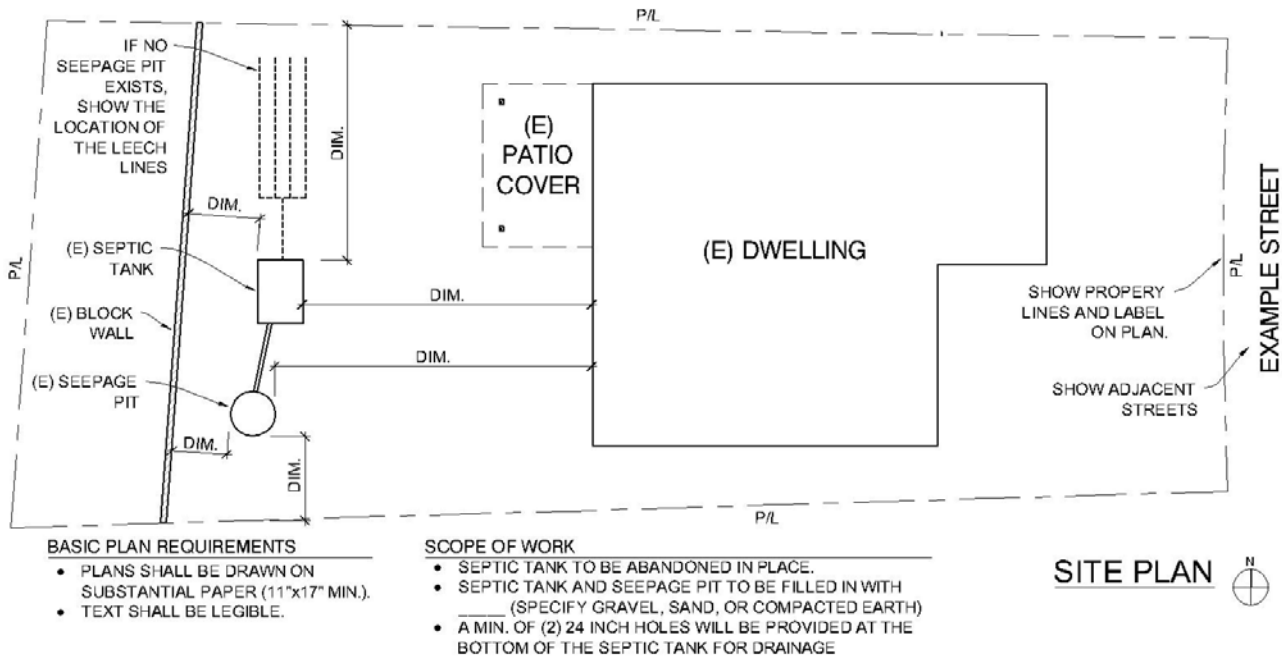 P/L
IF NO
SEEPAGE PIT
EXISTS,
SHOW THE
LOCATION OF
THE LEECH
LINES
DIM.
(E)
PATIO
COVER
DIM.
(E) DWELLING
(E) SEPTIC
TANK
P/L
DIM.
(E) BLOCK
WALL
DIM.
(E) SEEPAGE
PIT
DIM.
DIM.
SHOW PROPERY
LINES AND LABEL
ON PLAN.
P/L
EXAMPLE STREET
SHOW ADJACENT
STREETS
P/L
BASIC PLAN REQUIREMENTS
• PLANS SHALL BE DRAWN ON
SUBSTANTIAL PAPER (11"x17" MIN.).
• TEXT SHALL BE LEGIBLE.
SCOPE OF WORK
• SEPTIC TANK TO BE ABANDONED IN PLACE.
• SEPTIC TANK AND SEEPAGE PIT TO BE FILLED IN WITH
_____ (SPECIFY GRAVEL, SAND, OR COMPACTED EARTH)
• A MIN. OF (2) 24 INCH HOLES WILL BE PROVIDED AT THE
BOTTOM OF THE SEPTIC TANK FOR DRAINAGE
SITE PLAN
N